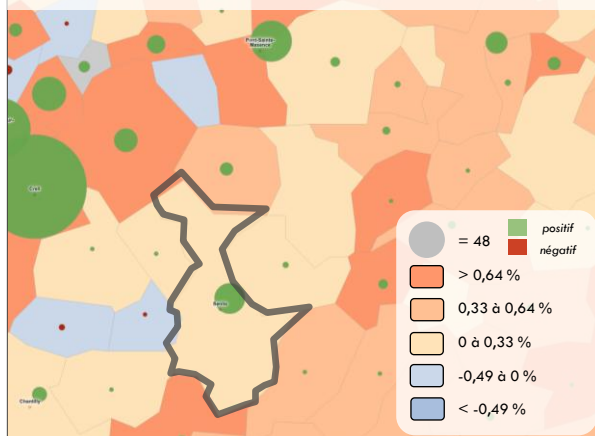 Pont-Sainte-
Maxence
Creil
Senlis
Chantilly
= 48
positif
négatif
> 0,64 %
0,33 à 0,64 %
0 à 0,33 %
-0,49 à 0 %
< -0,49 %